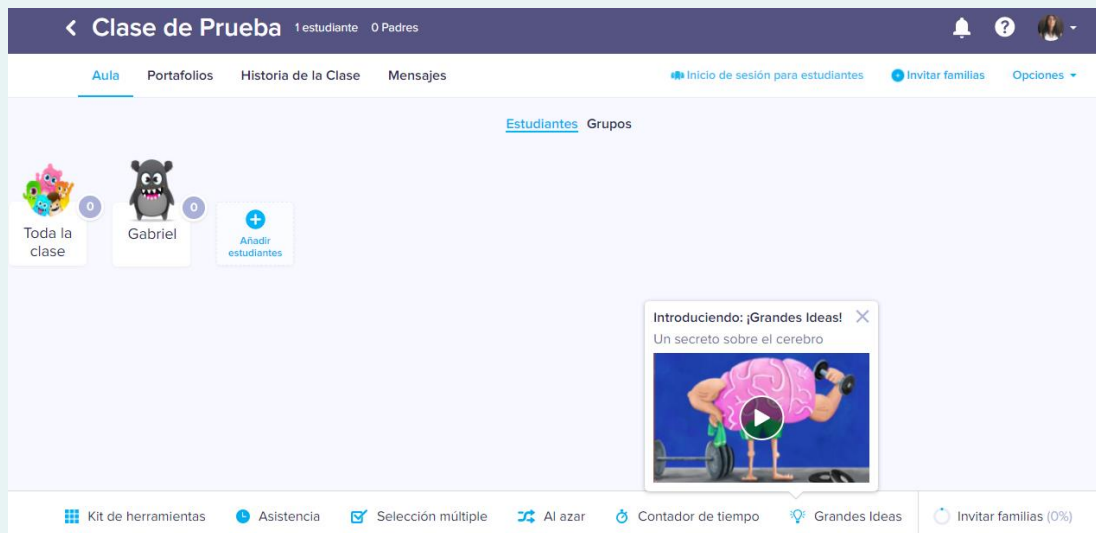 Clase de Prueba 1 estudiante 0 Padres
Aula Portafolios Historia de la Clase Mensajes Inicio de sesión para estudiantes Invitar familias Opciones
Estudiantes Grupos
0 0
Toda la clase
Gabriel
Añadir
estudiantes
Introduciendo: ¡Grandes Ideas!
Un secreto sobre el cerebro
Kit de herramientas Asistencia Selección múltiple Al azar Contador de tiempo Grandes Ideas Invitar familias (0%)